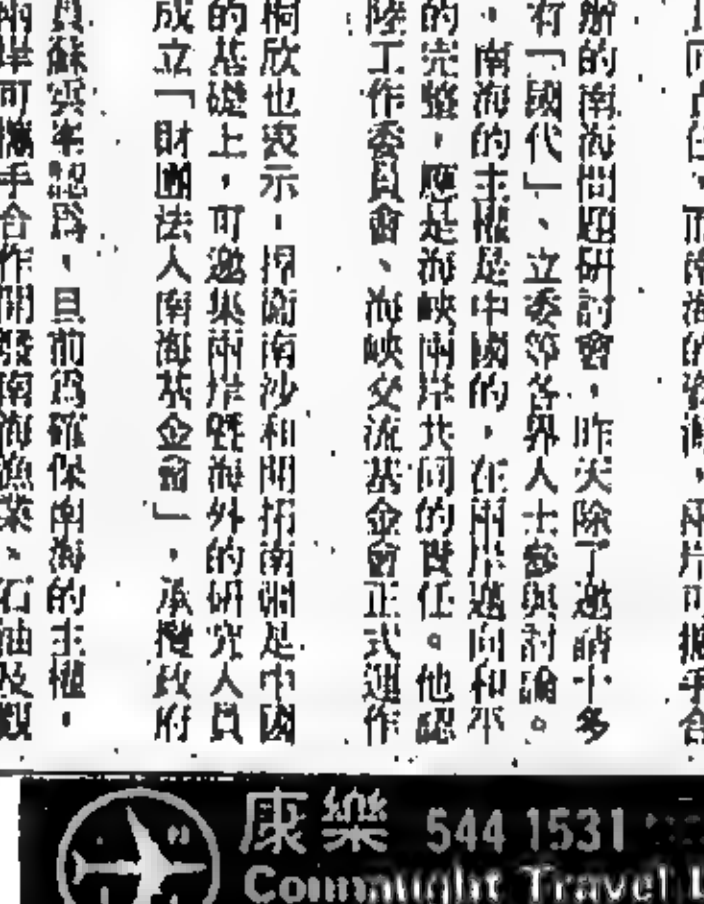 而南海的資源，兩岸可攜手合
辦的南海問題研討會，昨天除了邀請十多
有「國代」、立委等各界人士參與討論。
，南海的主權是中國的，在兩岸邁向和平
的完整，應是海峽兩岸共同的責任。他認
陸工作委員會、海峽交流基金會正式運作
桐欣也表示，捍衛南沙和開拓南疆是中國
的基礎上，可邀集兩岸暨海外的研究人員
成立「財團法人南海基金會」，承攬政府
員蘇雲年認爲，目前爲確保南海的主權，
兩岸可攜手合作開發南海漁業、石油及觀
康樂 544 1531
Connaught Travel